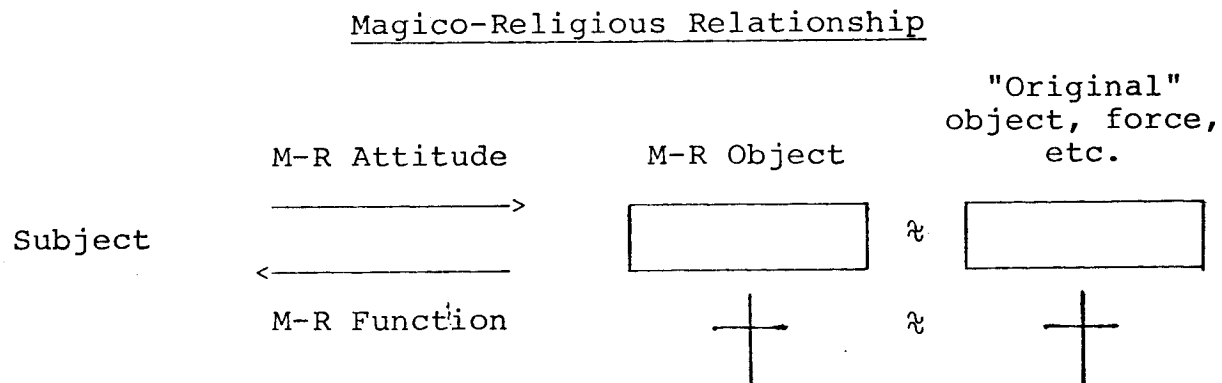 Magico-Religious Relationship
"Original"
object, force,
etc.
M-R Attitude
M-R Object
Subject
≈
M-R Function
≈